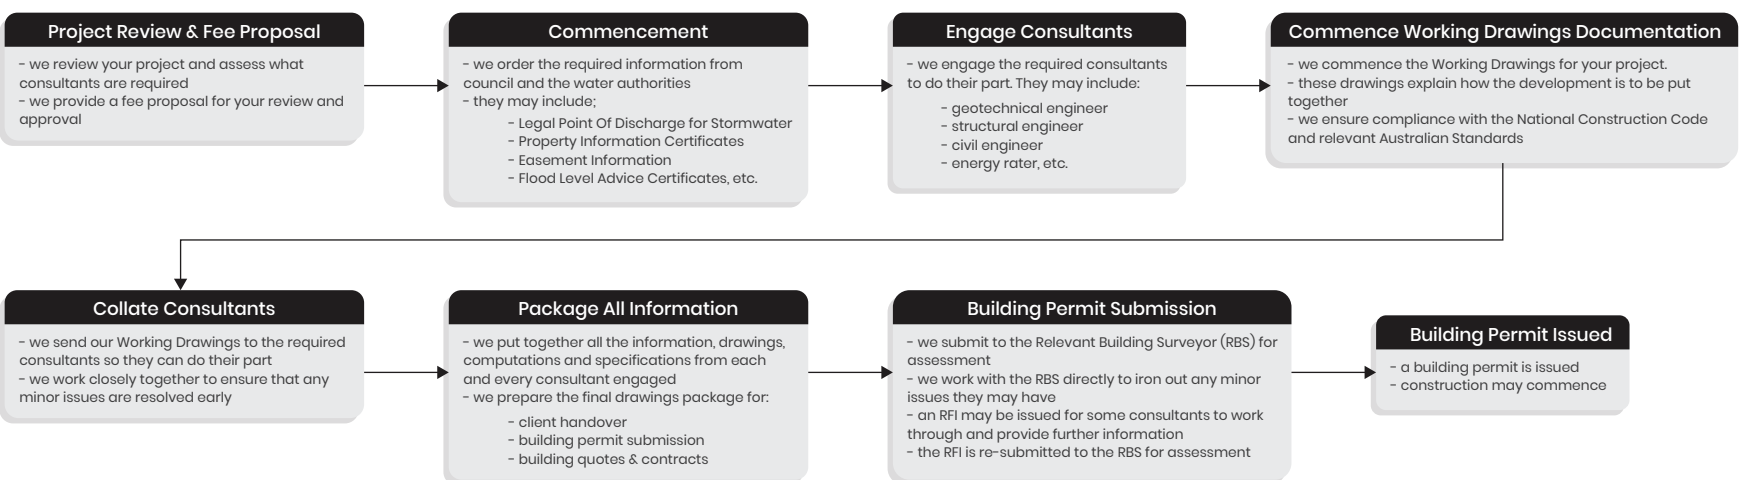 Project Review & Fee Proposal
- we review your project and assess what
consultants are required
- we provide a fee proposal for your review and
approval
Commencement
- we order the required information from
council and the water authorities
- they may include;
- Legal Point Of Discharge for Stormwater
- Property Information Certificates
- Easement Information
- Flood Level Advice Certificates, etc.
Engage Consultants
- we engage the required consultants
to do their part. They may include:
- geotechnical engineer
- structural engineer
- civil engineer
- energy rater, etc.
Commence Working Drawings Documentation
- we commence the Working Drawings for your project.
- these drawings explain how the development is to be put
together
- we ensure compliance with the National Construction Code
and relevant Australian Standards
Collate Consultants
- we send our Working Drawings to the required
consultants so they can do their part
- we work closely together to ensure that any
minor issues are resolved early
Package All Information
- we put together all the information, drawings,
computations and specifications from each
and every consultant engaged
- we prepare the final drawings package for:
- client handover
- building permit submission
- building quotes & contracts
Building Permit Submission
- we submit to the Relevant Building Surveyor (RBS) for
assessment
- we work with the RBS directly to iron out any minor
issues they may have
- an RFI may be issued for some consultants to work
through and provide further information
- the RFI is re-submitted to the RBS for assessment
Building Permit Issued
- a building permit is issued
- construction may commence